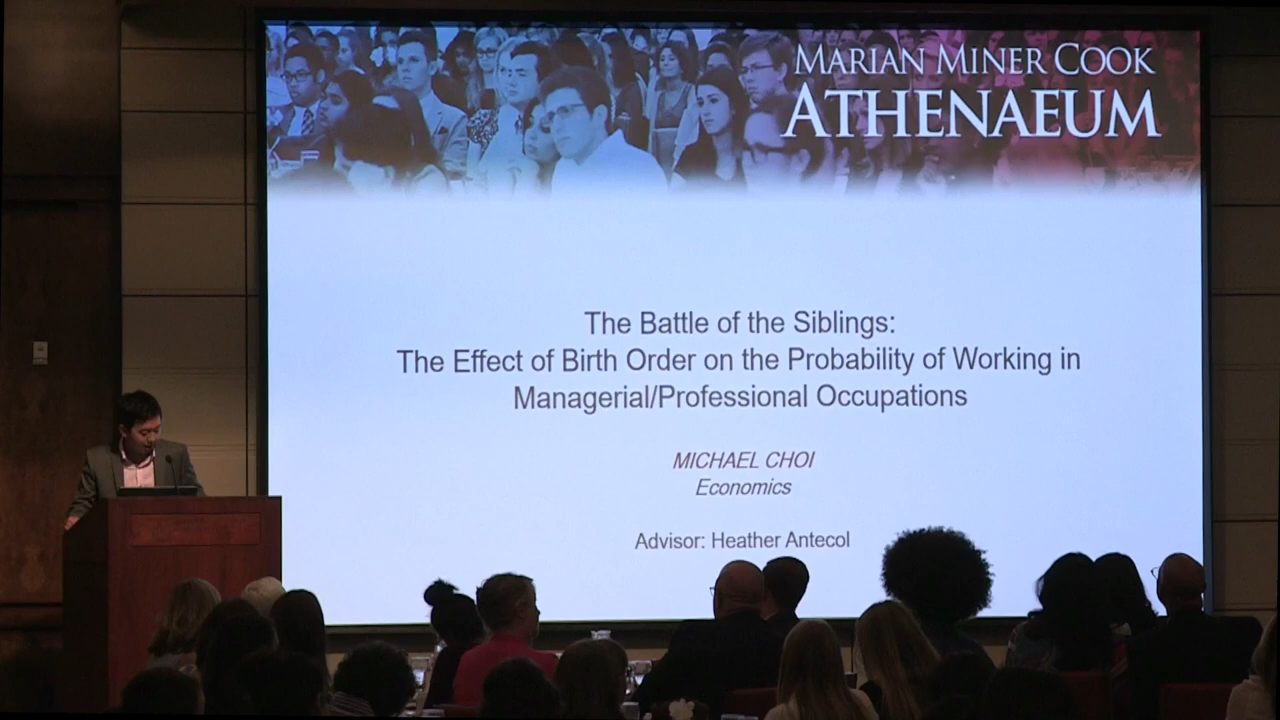 MARIAN MINER COOK
ATHENAEUM
The Battle of the Siblings:
The Effect of Birth Order on the Probability of Working in
Managerial/Professional Occupations
MICHAEL CHOI
Economics
Advisor: Heather Antecol